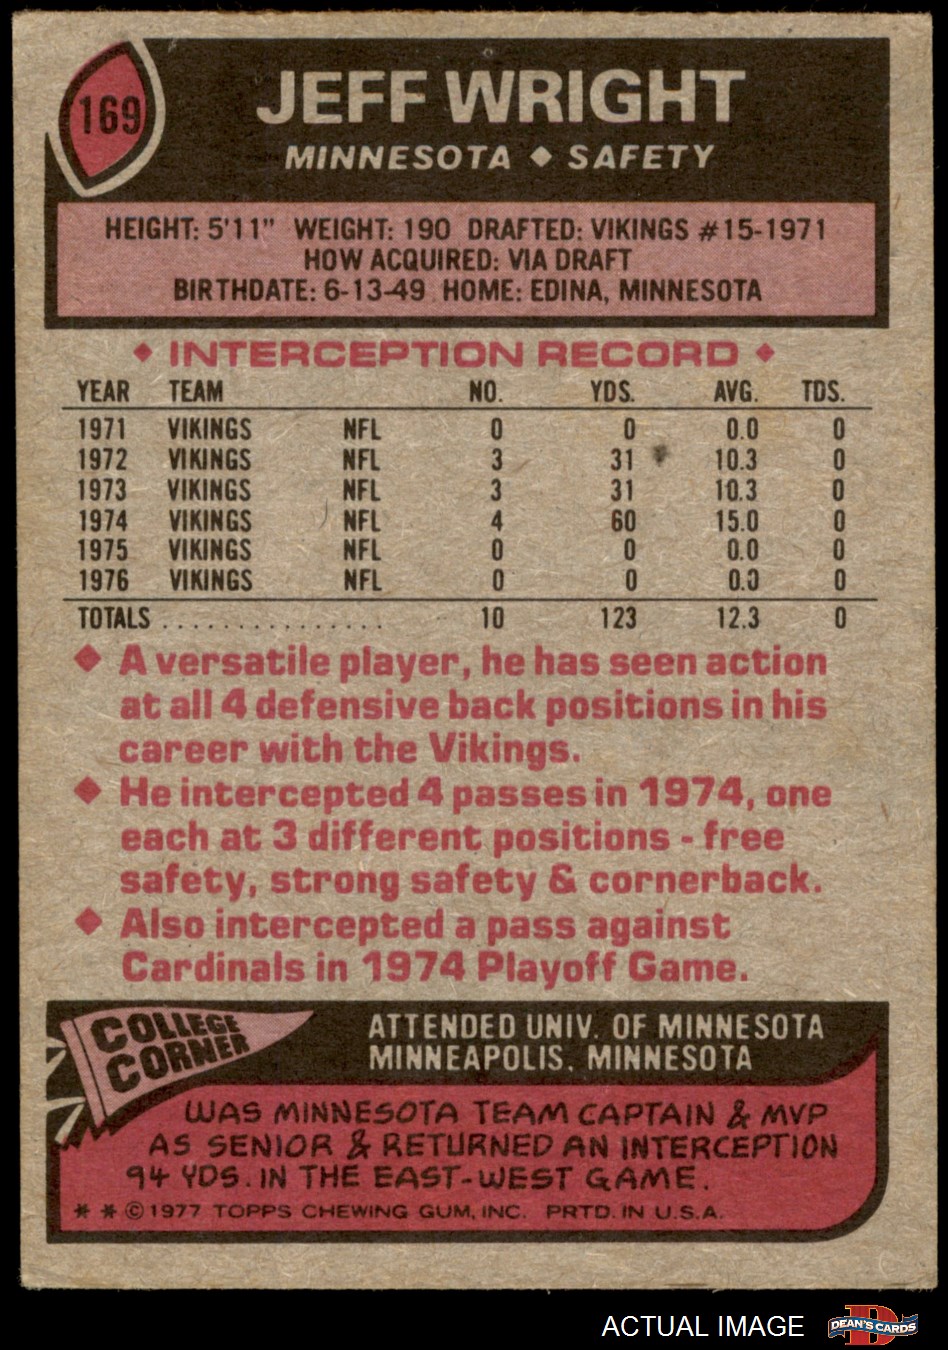 169
JEFF WRIGHT
MINNESOTA ◆ SAFETY
HEIGHT: 5'11" WEIGHT: 190 DRAFTED: VIKINGS #15-1971
HOW ACQUIRED: VIA DRAFT
BIRTHDATE: 6-13-49 HOME: EDINA, MINNESOTA
◆ INTERCEPTION RECORD ◆
YEAR TEAM NO. YDS. AVG. TDS.
1971 VIKINGS NFL 0 0 0.0 0
1972 VIKINGS NFL 3 31 10.3 0
1973 VIKINGS NFL 3 31 10.3 0
1974 VIKINGS NFL 4 60 15.0 0
1975 VIKINGS NFL 0 0 0.0 0
1976 VIKINGS NFL 0 0 0.0 0
TOTALS . . . . . . . . . . . . . . . 10 123 12.3 0
◆ A versatile player, he has seen action
at all 4 defensive back positions in his
career with the Vikings.
◆ He intercepted 4 passes in 1974, one
each at 3 different positions - free
safety, strong safety & cornerback.
◆ Also intercepted a pass against
Cardinals in 1974 Playoff Game.
COLLEGE
CORNER
ATTENDED UNIV. OF MINNESOTA
MINNEAPOLIS, MINNESOTA
WAS MINNESOTA TEAM CAPTAIN & MVP
AS SENIOR & RETURNED AN INTERCEPTION
94 YDS. IN THE EAST-WEST GAME.
* * © 1977 TOPPS CHEWING GUM, INC. PRTD. IN U.S.A.
ACTUAL IMAGE
D
DEAN'S CARDS